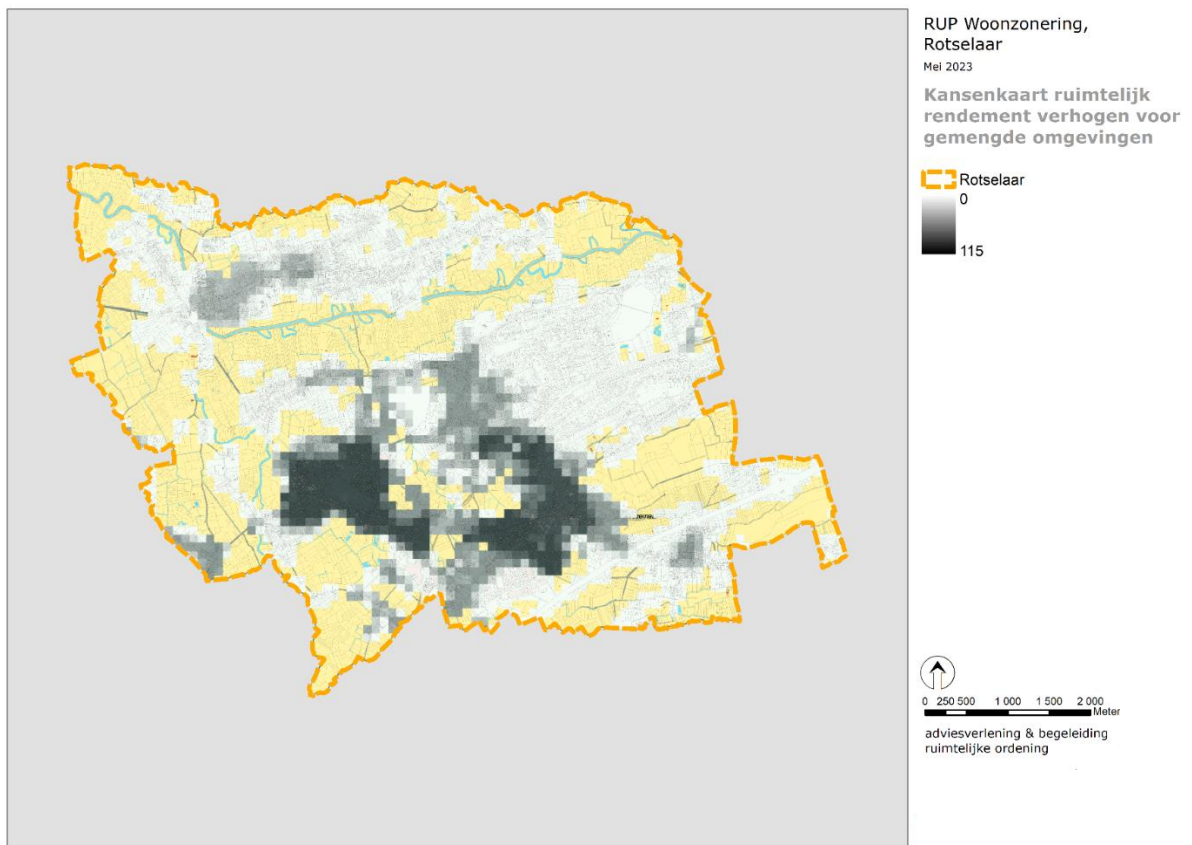 RUP Woonzonering,
Rotselaar
Mei 2023
Kansenkaart ruimtelijk
rendement verhogen voor
gemengde omgevingen
Rotselaar
0
115
0 250 500 1 000 1 500 2 000
Meter
adviesverlening & begeleiding
ruimtelijke ordening